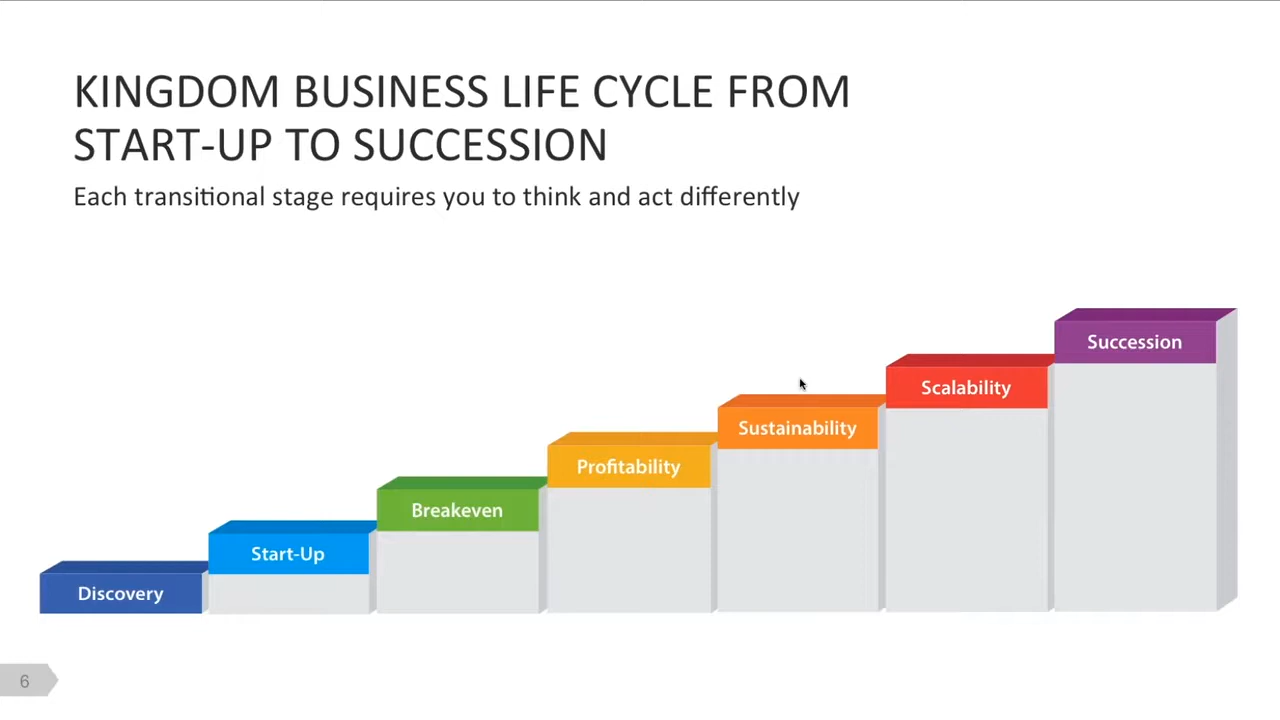 KINGDOM BUSINESS LIFE CYCLE FROM
START-UP TO SUCCESSION
Each transitional stage requires you to think and act differently
Succession
Scalability
Sustainability
Profitability
Breakeven
Start-Up
Discovery
6